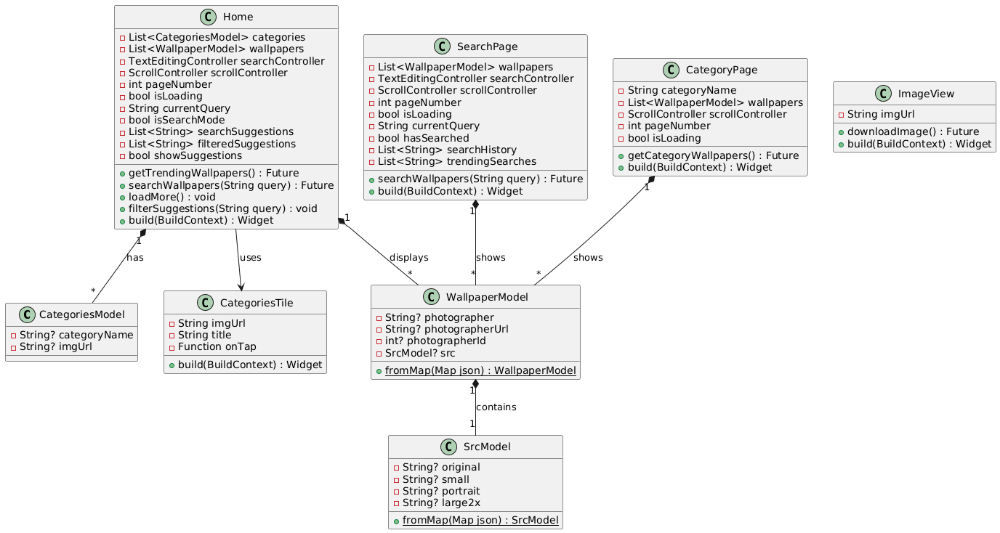 C Home
List<CategoriesModel> categories
List<WallpaperModel> wallpapers
TextEditingController searchController
ScrollController scrollController
int pageNumber
bool isLoading
String currentQuery
bool isSearchMode
List<String> searchSuggestions
List<String> filteredSuggestions
bool showSuggestions
getTrendingWallpapers() : Future
searchWallpapers(String query) : Future
loadMore() : void
filterSuggestions(String query) : void
build(BuildContext) : Widget
C SearchPage
List<WallpaperModel> wallpapers
TextEditingController searchController
ScrollController scrollController
int pageNumber
bool isLoading
String currentQuery
bool hasSearched
List<String> searchHistory
List<String> trendingSearches
searchWallpapers(String query) : Future
build(BuildContext) : Widget
C CategoryPage
String categoryName
List<WallpaperModel> wallpapers
ScrollController scrollController
int pageNumber
bool isLoading
getCategoryWallpapers() : Future
build(BuildContext) : Widget
C ImageView
String imgUrl
downloadImage() : Future
build(BuildContext) : Widget
1
has
*
uses
1
displays
*
1
shows
*
1
shows
*
C CategoriesModel
String? categoryName
String? imgUrl
C CategoriesTile
String imgUrl
String title
Function onTap
build(BuildContext) : Widget
C WallpaperModel
String? photographer
String? photographerUrl
int? photographerId
SrcModel? src
fromMap(Map json) : WallpaperModel
1
contains
1
C SrcModel
String? original
String? small
String? portrait
String? large2x
fromMap(Map json) : SrcModel